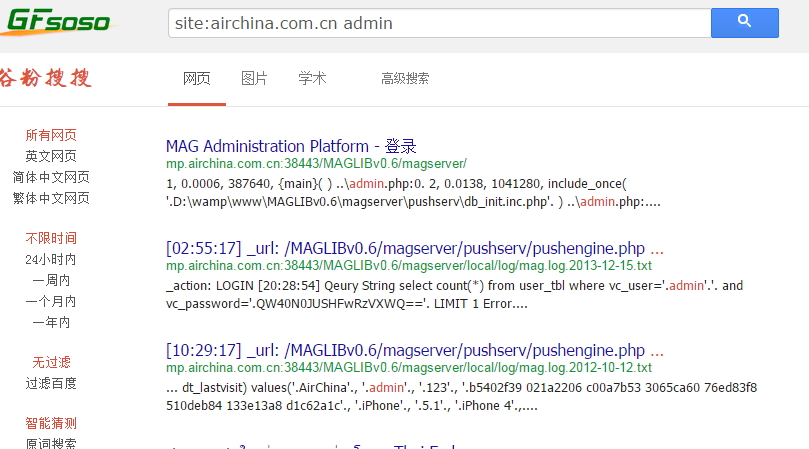 GFsoso
site:airchina.com.cn admin
谷粉搜搜
网页 图片 学术 高级搜索
所有网页
英文网页
简体中文网页
繁体中文网页
不限时间
24小时内
一周内
一个月内
一年内
无过滤
过滤百度
智能猜测
原词搜索
MAG Administration Platform - 登录
mp.airchina.com.cn:38443/MAGLIBv0.6/magserver/
1, 0.0006, 387640, {main}( ) ..\admin.php:0. 2, 0.0138, 1041280, include_once(
'.D:\wamp\www\MAGLIBv0.6\magserver\pushserv\db_init.inc.php'. ) ..\admin.php:....
[02:55:17] _url: /MAGLIBv0.6/magserver/pushserv/pushengine.php ...
mp.airchina.com.cn:38443/MAGLIBv0.6/magserver/local/log/mag.log.2013-12-15.txt
_action: LOGIN [20:28:54] Qeury String select count(*) from user_tbl where vc_user='.admin'.'. and
vc_password='.QW40N0JUSHFwRzVXWQ=='. LIMIT 1 Error....
[10:29:17] _url: /MAGLIBv0.6/magserver/pushserv/pushengine.php ...
mp.airchina.com.cn:38443/MAGLIBv0.6/magserver/local/log/mag.log.2012-10-12.txt
... dt_lastvisit) values('.AirChina'., '.admin'., '.123'., '.b5402f39 021a2206 c00a7b53 3065ca60 76ed83f8
510deb84 133e13a8 d1c62a1c'., '.iPhone'., '.5.1'., '.iPhone 4'.,....